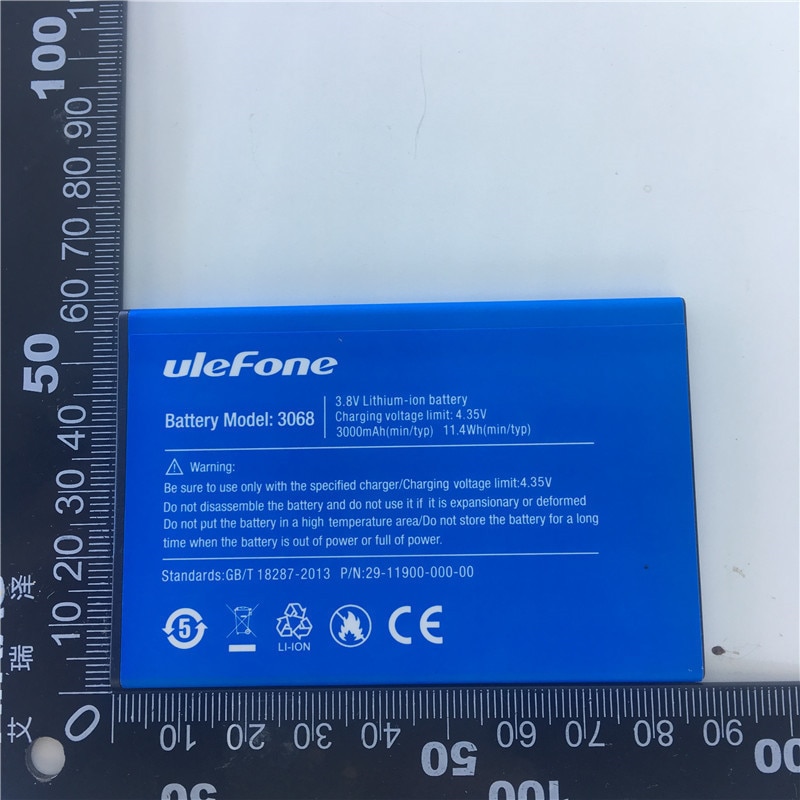 100
90
80
70
60
50
40
30
20
10
0
艾瑞泽
ulefone
Battery Model: 3068
3.8V Lithium-ion battery
Charging voltage limit: 4.35V
3000mAh(min/typ) 11.4Wh(min/typ)
Warning:
Be sure to use only with the specified charger/Charging voltage limit:4.35V
Do not disassemble the battery and do not use it if it is expansionary or deformed
Do not put the battery in a high temperature area/Do not store the battery for a long
time when the battery is out of power or full of power.
Standards:GB/T 18287-2013 P/N:29-11900-000-00
5
LI-ION
CE
10 20 30 40 50 60 70 80 90 100
50 100